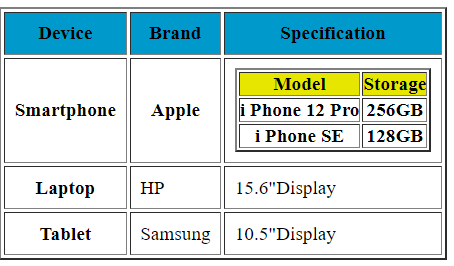 Device Brand Specification
Model Storage
Smartphone Apple i Phone 12 Pro 256GB
i Phone SE 128GB
Laptop HP 15.6"Display
Tablet Samsung 10.5"Display